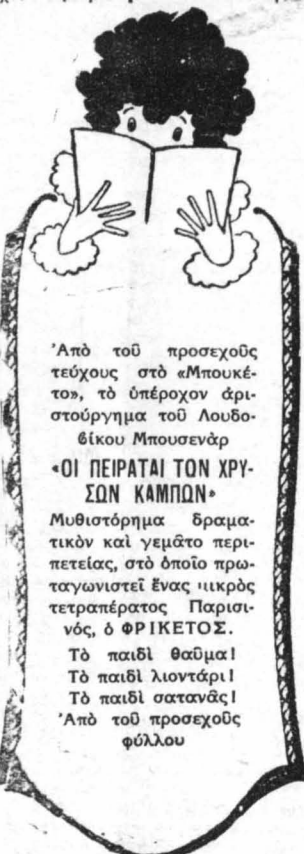 Ἀπὸ τοῦ προσεχοῦς
τεύχους στὸ «Μπουκέ-
το», τὸ ὑπέροχον ἀρι-
στούργημα τοῦ Λουδο-
βίκου Μπουσενὰρ
«ΟΙ ΠΕΙΡΑΤΑΙ ΤΩΝ ΧΡΥ-
ΣΩΝ ΚΑΜΠΩΝ»
Μυθιστόρημα δραμα-
τικὸν καὶ γεμᾶτο περι-
πετείας, στὸ ὁποῖο πρω-
ταγωνιστεῖ ἕνας μικρὸς
τετραπέρατος Παρισι-
νός, ὁ ΦΡΙΚΕΤΟΣ.
Τὸ παιδὶ θαῦμα!
Τὸ παιδὶ λιοντάρι!
Τὸ παιδὶ σατανᾶς!
Ἀπὸ τοῦ προσεχοῦς
φύλλου